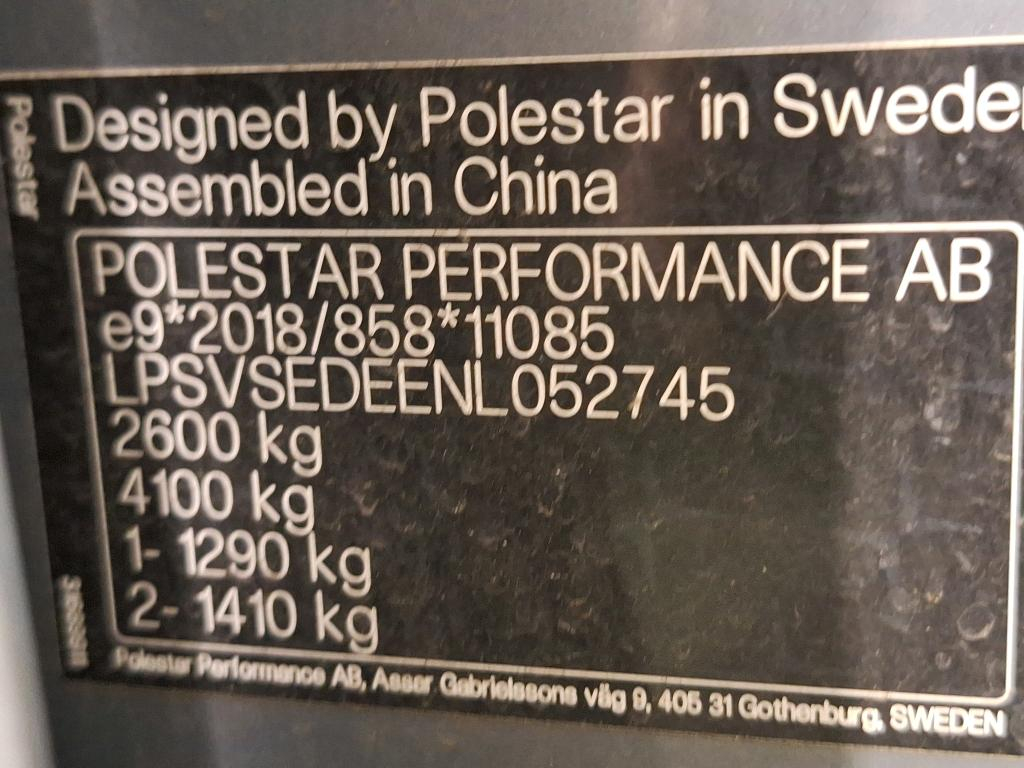 Polestar
Designed by Polestar in Swede
Assembled in China
POLESTAR PERFORMANCE AB
e9*2018/858*11085
LPSVSEDEENL052745
2600 kg
4100 kg
1- 1290 kg
2- 1410 kg
Polestar Performance AB, Assar Gabrielssons väg 9, 405 31 Gothenburg, SWEDEN